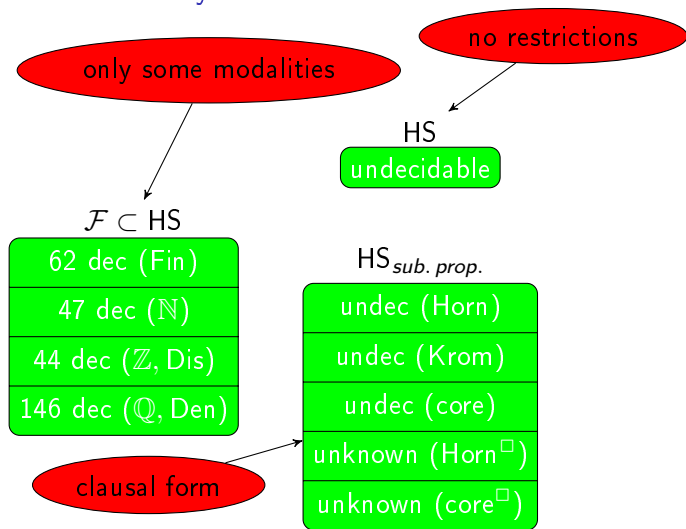 no restrictions
only some modalities
HS
undecidable
ℱ ⊂ HS
62 dec (Fin)
47 dec (ℕ)
44 dec (ℤ, Dis)
146 dec (ℚ, Den)
HS_sub. prop.
undec (Horn)
undec (Krom)
undec (core)
unknown (Horn□)
unknown (core□)
clausal form